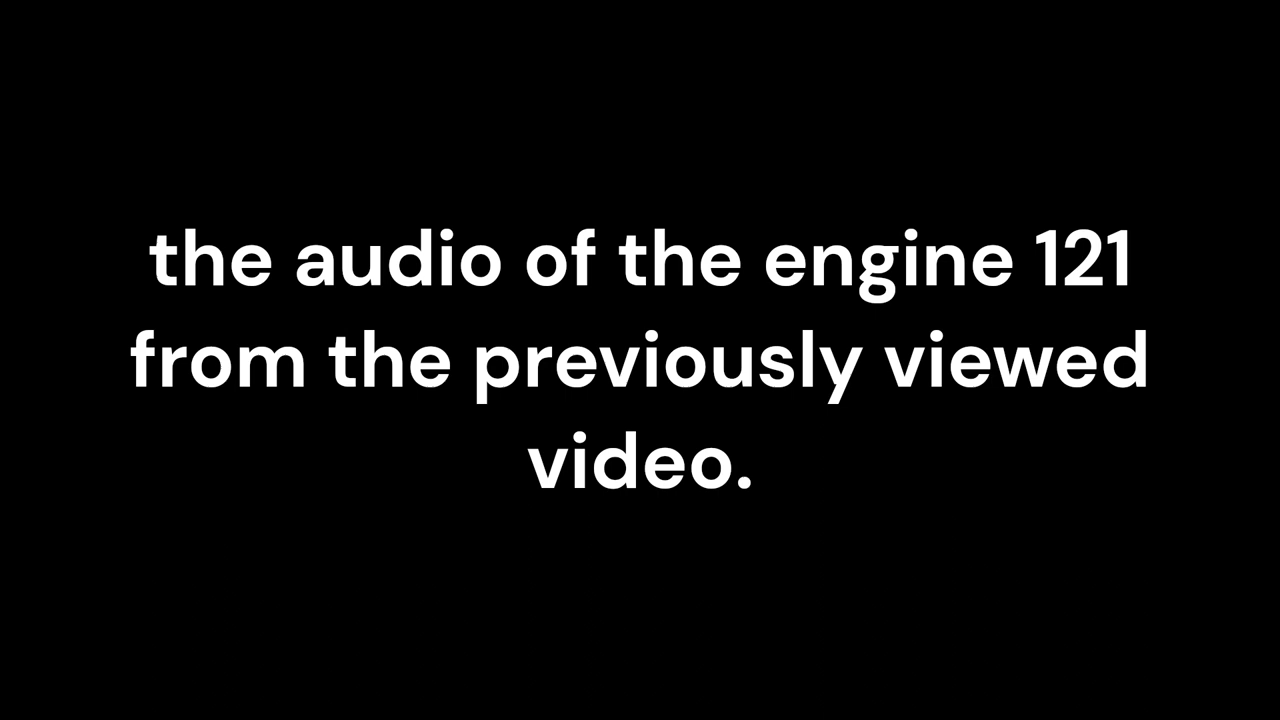 the audio of the engine 121
from the previously viewed
video.